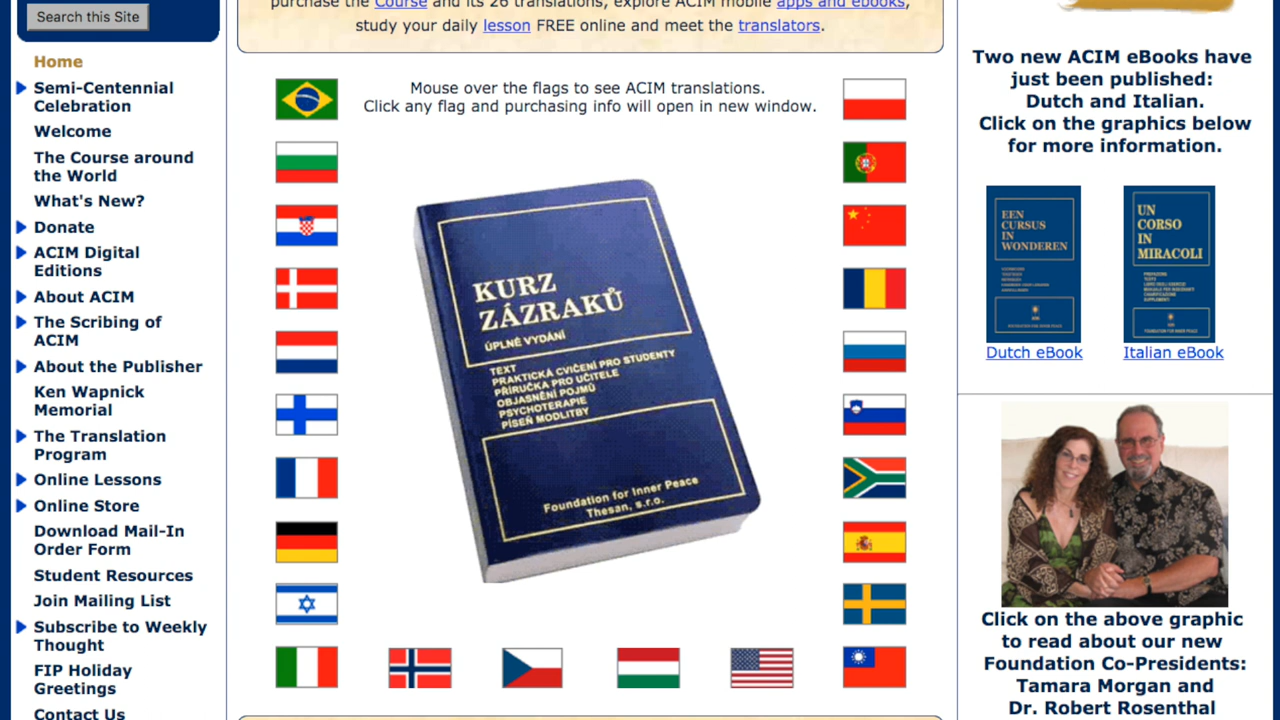 Search this Site
Home
Semi-Centennial
Celebration
Welcome
The Course around
the World
What's New?
Donate
ACIM Digital
Editions
About ACIM
The Scribing of
ACIM
About the Publisher
Ken Wapnick
Memorial
The Translation
Program
Online Lessons
Online Store
Download Mail-In
Order Form
Student Resources
Join Mailing List
Subscribe to Weekly
Thought
FIP Holiday
Greetings
Contact Us
purchase the Course and its 26 translations, explore ACIM mobile apps and ebooks,
study your daily lesson FREE online and meet the translators.
Mouse over the flags to see ACIM translations.
Click any flag and purchasing info will open in new window.
KURZ
ZÁZRAKŮ
ÚPLNÉ VYDÁNÍ
TEXT
PRAKTICKÁ CVIČENÍ PRO STUDENTY
PŘÍRUČKA PRO UČITELE
OBJASNĚNÍ POJMŮ
PSYCHOTERAPIE
PÍSEŇ MODLITBY
Foundation for Inner Peace
Thesan, s.r.o.
Two new ACIM eBooks have
just been published:
Dutch and Italian.
Click on the graphics below
for more information.
EEN
CURSUS
IN
WONDEREN
UN
CORSO
IN
MIRACOLI
FOUNDATION FOR INNER PEACE
Dutch eBook
Italian eBook
Click on the above graphic
to read about our new
Foundation Co-Presidents:
Tamara Morgan and
Dr. Robert Rosenthal